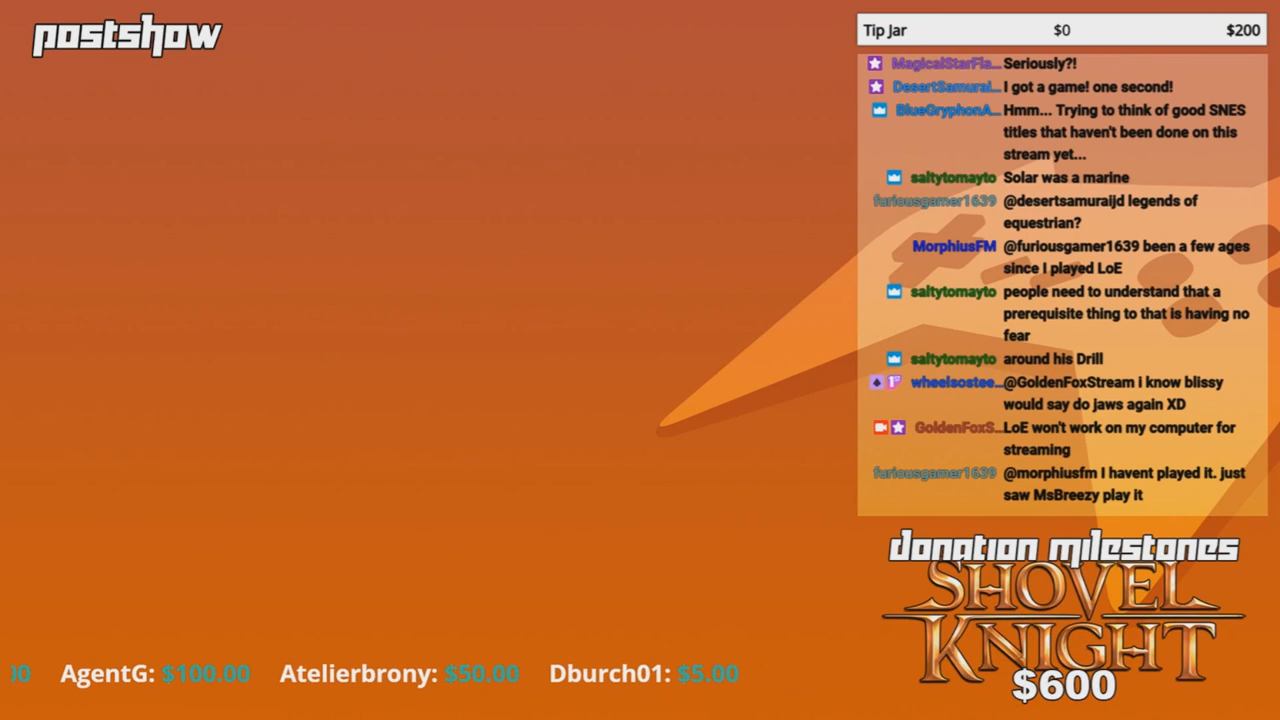 postshow
Tip Jar $0 $200
MagicalStarFla... Seriously?!
DesertSamurai... I got a game! one second!
BlueGryphonA... Hmm... Trying to think of good SNES
titles that haven't been done on this
stream yet...
saltytomayto Solar was a marine
furiousgamer1639 @desertsamuraijd legends of
equestrian?
MorphiusFM @furiousgamer1639 been a few ages
since I played LoE
saltytomayto people need to understand that a
prerequisite thing to that is having no
fear
saltytomayto around his Drill
wheelsostee... @GoldenFoxStream i know blissy
would say do jaws again XD
GoldenFoxS... LoE won't work on my computer for
streaming
furiousgamer1639 @morphiusfm I havent played it. just
saw MsBreezy play it
donation milestones
SHOVEL
KNIGHT
$600
00 AgentG: $100.00 Atelierbrony: $50.00 Dburch01: $5.00